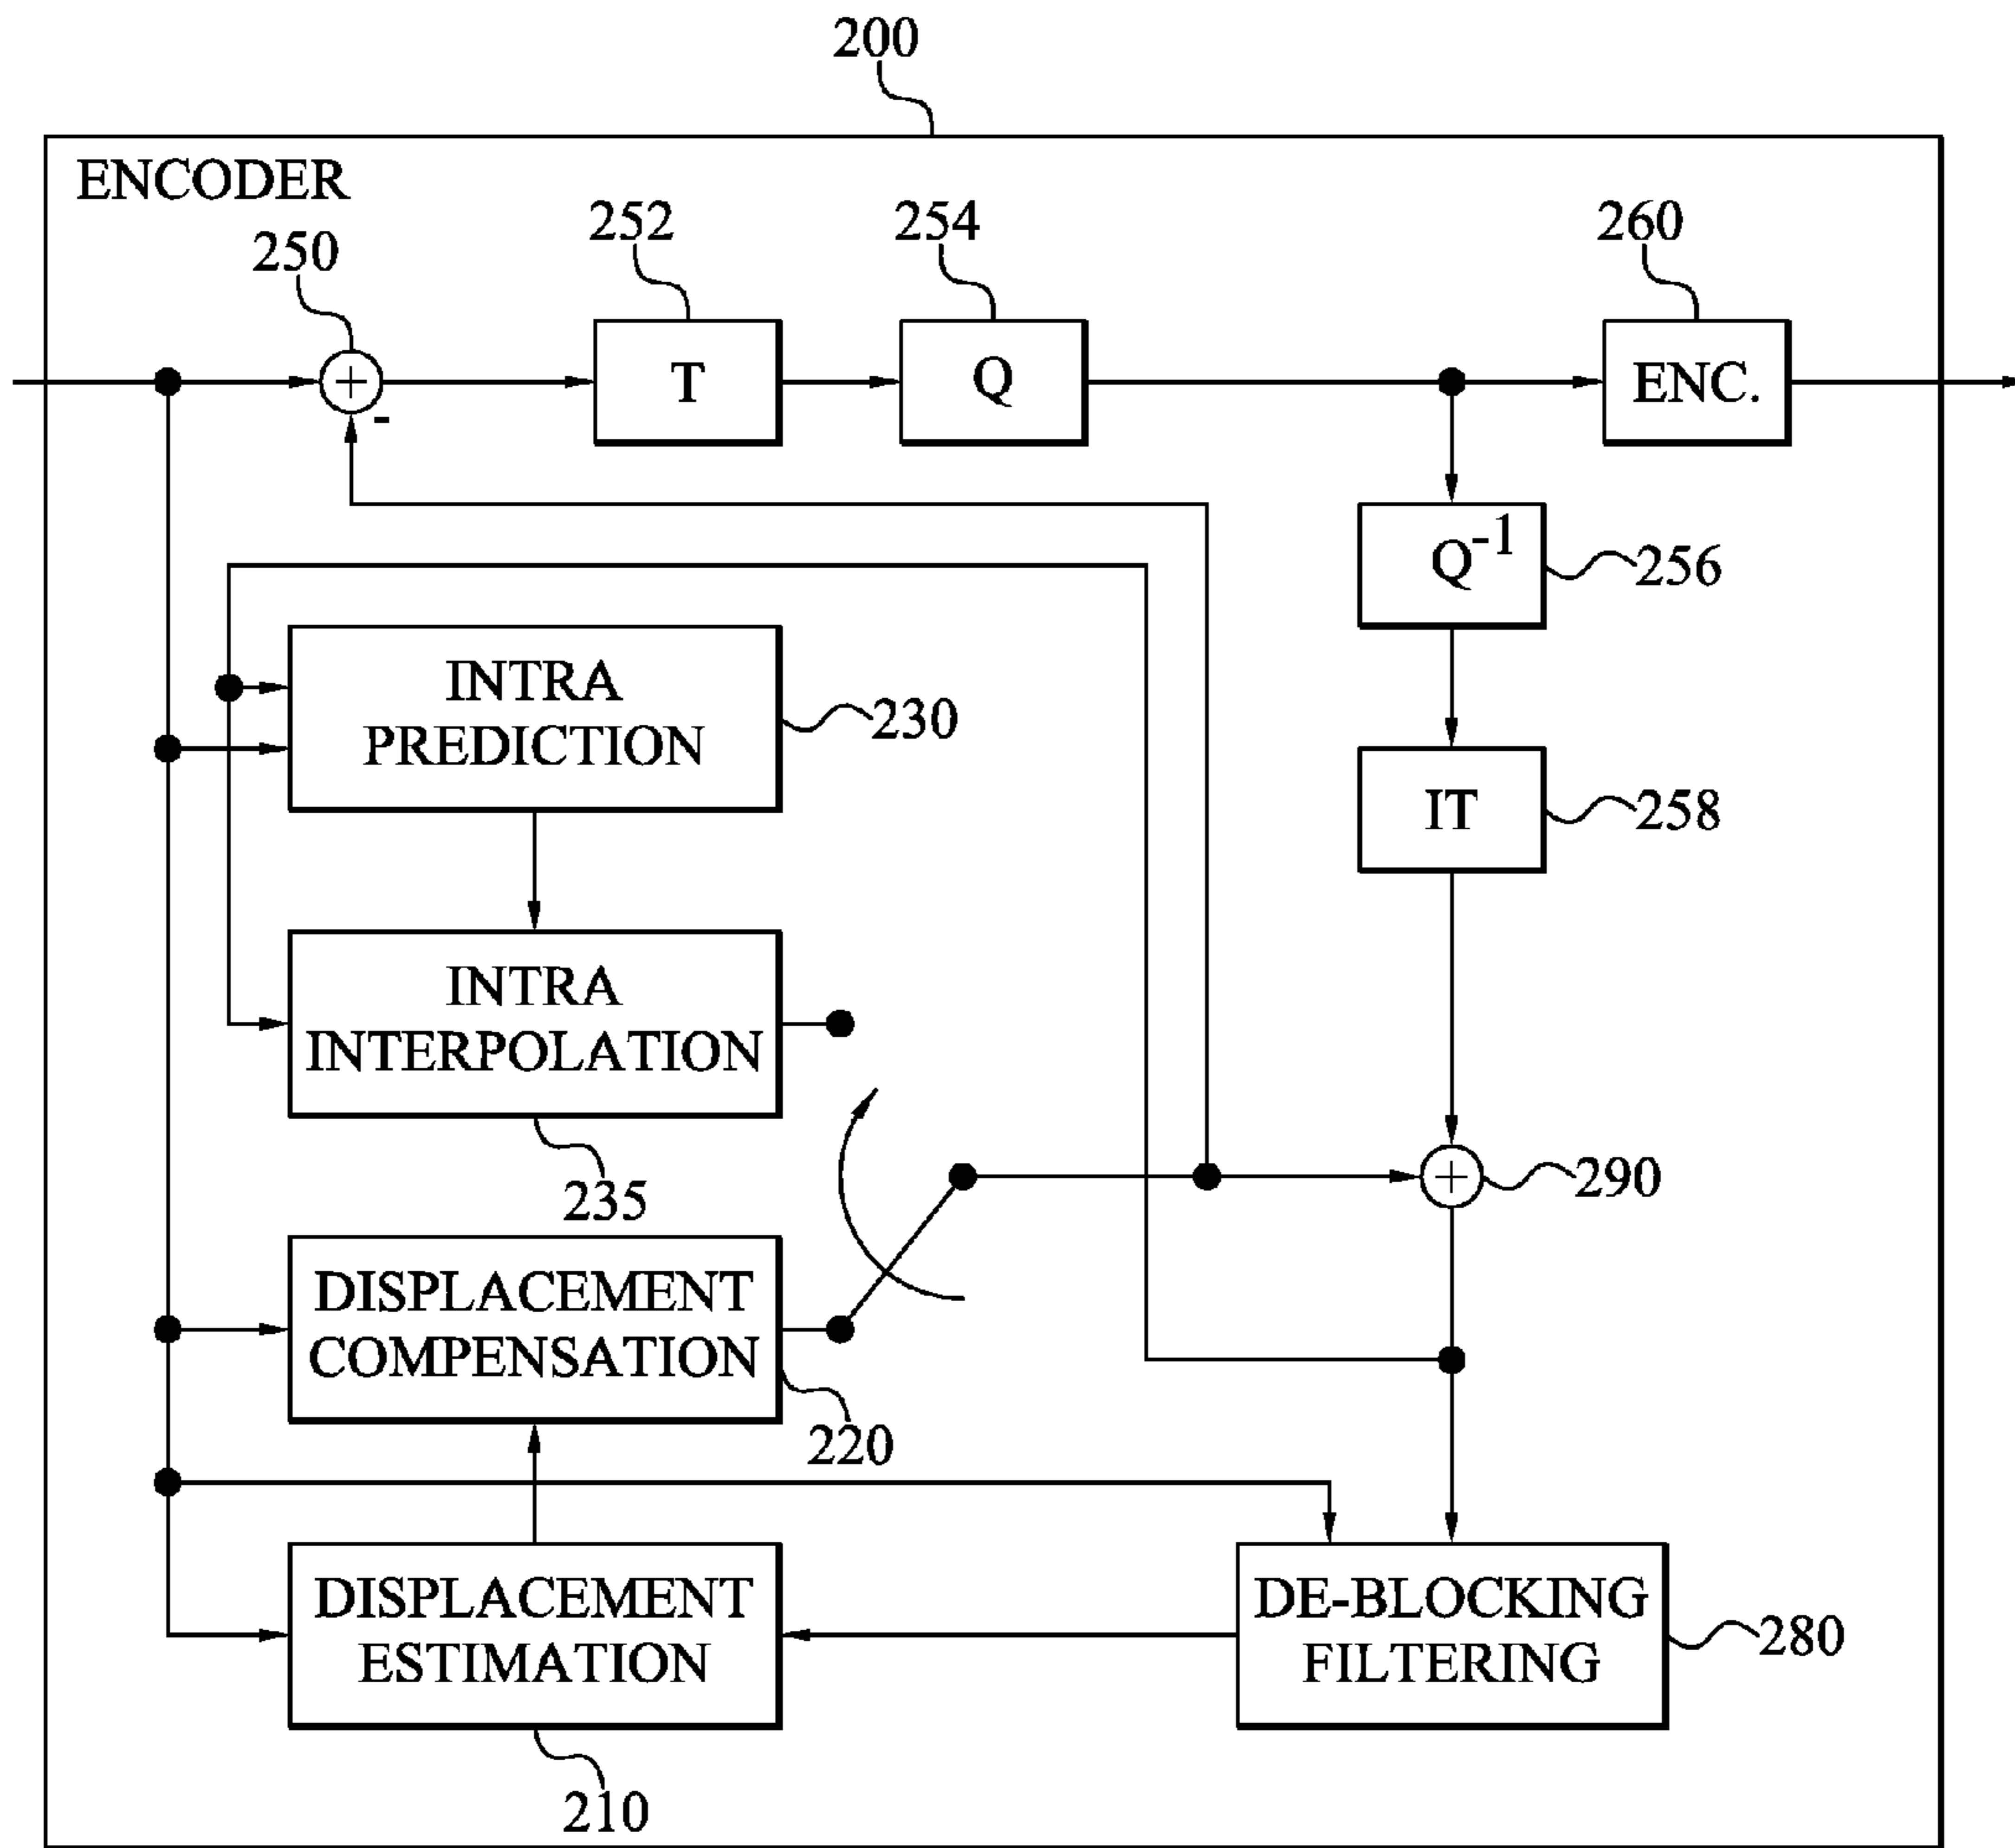 200
ENCODER
250
252
254
260
+
-
T
Q
ENC.
Q-1
256
INTRA
PREDICTION
230
IT
258
INTRA
INTERPOLATION
235
+
290
DISPLACEMENT
COMPENSATION
220
DISPLACEMENT
ESTIMATION
210
DE-BLOCKING
FILTERING
280